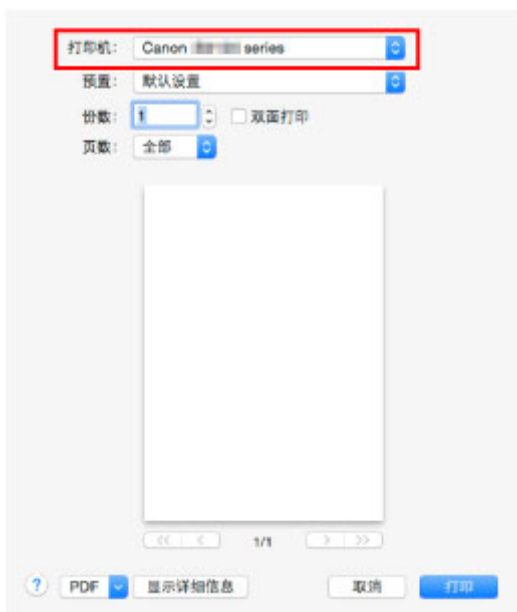 打印机: Canon series
预置: 默认设置
份数: 1 双面打印
页数: 全部
<< < 1/1 > >>
? PDF 显示详细信息 取消 打印